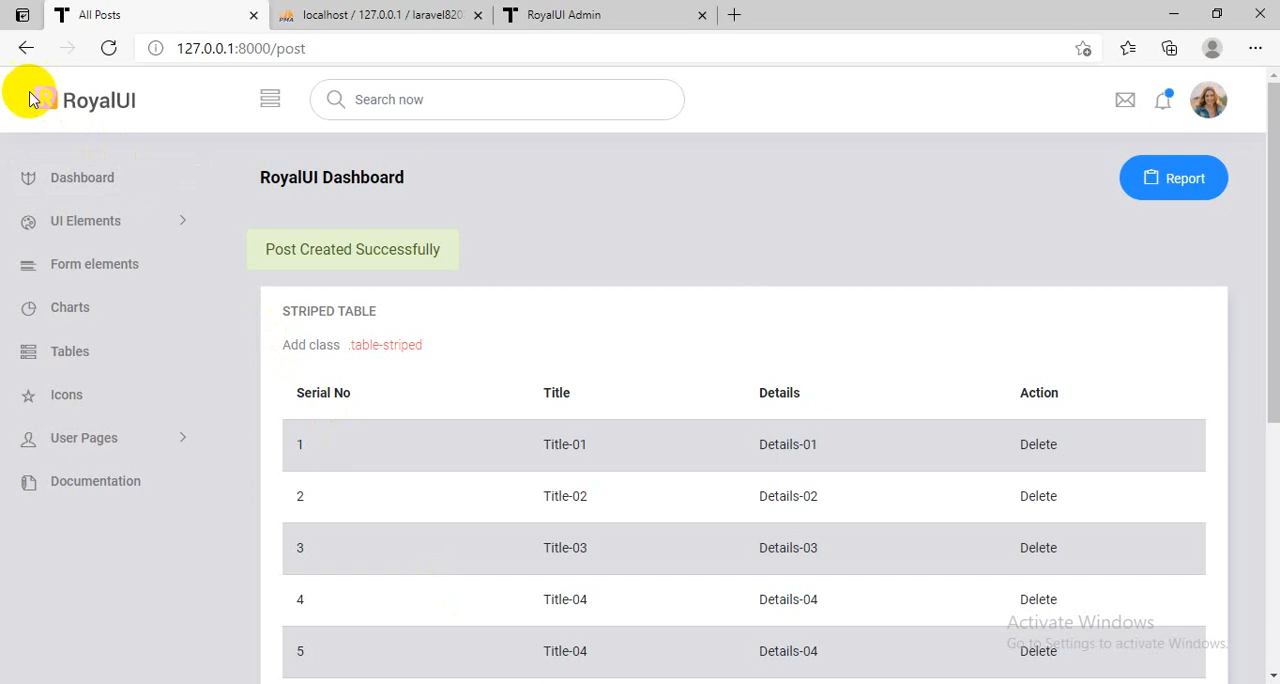 All Posts
localhost / 127.0.0.1 / laravel820
RoyalUI Admin
127.0.0.1:8000/post
RoyalUI
Search now
Dashboard
RoyalUI Dashboard
Report
UI Elements
Post Created Successfully
Form elements
Charts
STRIPED TABLE
Tables
Add class .table-striped
Icons
Serial No Title Details Action
User Pages
1 Title-01 Details-01 Delete
Documentation
2 Title-02 Details-02 Delete
3 Title-03 Details-03 Delete
4 Title-04 Details-04 Delete
Activate Windows
Go to Settings to activate Windows.
5 Title-04 Details-04 Delete